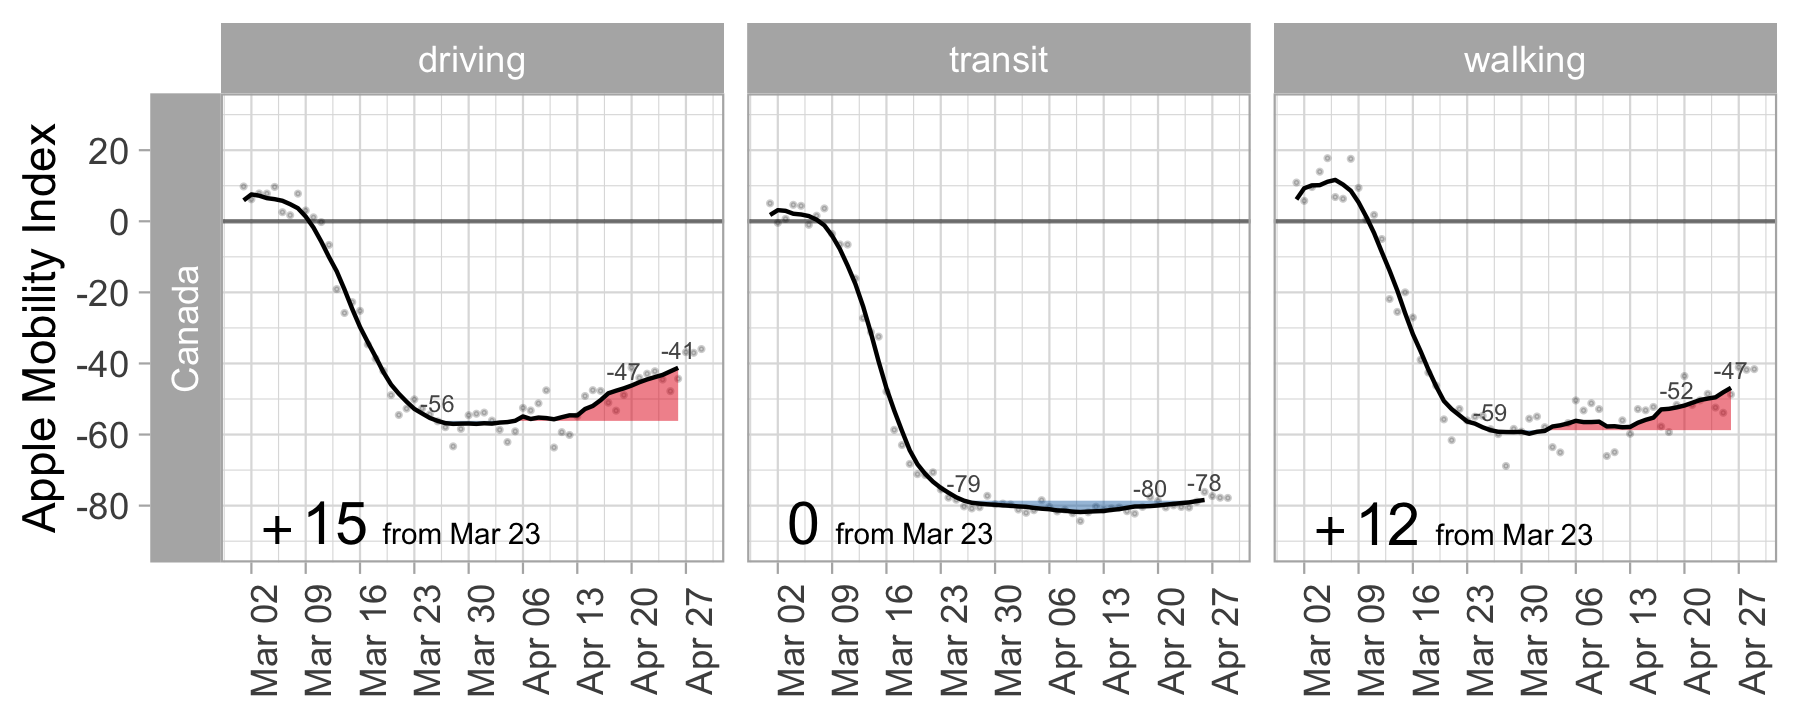 driving
transit
walking
Apple Mobility Index
Canada
20
0
-20
-40
-60
-80
-56
-47
-41
+ 15 from Mar 23
-79
-80
-78
0 from Mar 23
-59
-52
-47
+ 12 from Mar 23
Mar 02
Mar 09
Mar 16
Mar 23
Mar 30
Apr 06
Apr 13
Apr 20
Apr 27
Mar 02
Mar 09
Mar 16
Mar 23
Mar 30
Apr 06
Apr 13
Apr 20
Apr 27
Mar 02
Mar 09
Mar 16
Mar 23
Mar 30
Apr 06
Apr 13
Apr 20
Apr 27